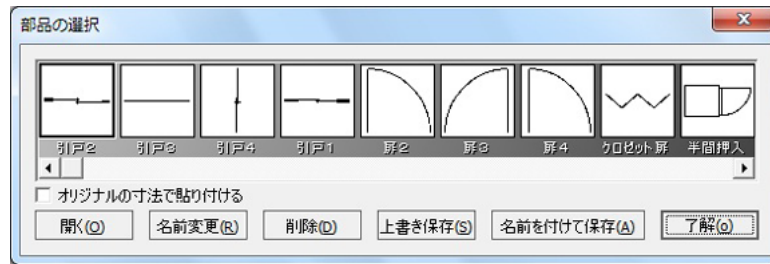 部品の選択
引戸2 引戸3 引戸4 引戸1 扉2 扉3 扉4 クロゼット扉 半間押入
オリジナルの寸法で貼り付ける
開く(O) 名前変更(R) 削除(D) 上書き保存(S) 名前を付けて保存(A) 了解(o)